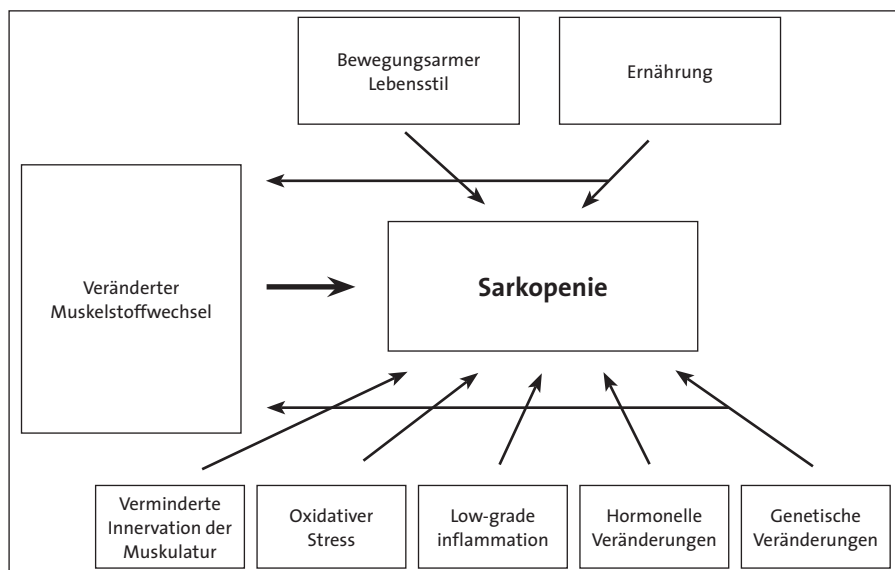 Bewegungsarmer
Lebensstil
Ernährung
Veränderter
Muskelstoffwechsel
Sarkopenie
Verminderte
Innervation der
Muskulatur
Oxidativer
Stress
Low-grade
inflammation
Hormonelle
Veränderungen
Genetische
Veränderungen